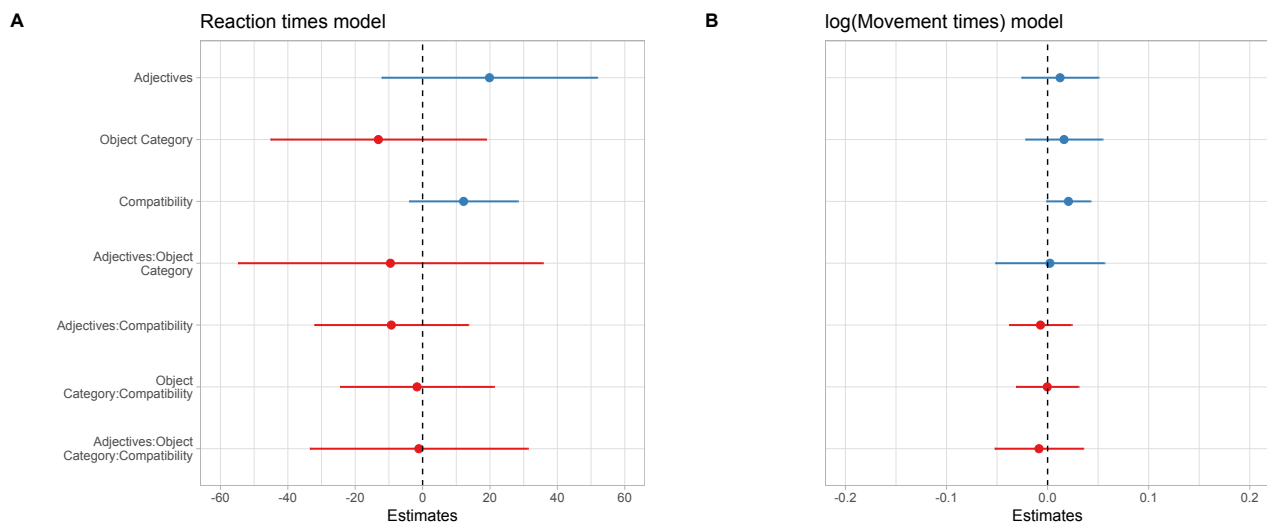 A
Reaction times model
Adjectives
Object Category
Compatibility
Adjectives:Object
Category
Adjectives:Compatibility
Object
Category:Compatibility
Adjectives:Object
Category:Compatibility
-60 -40 -20 0 20 40 60
Estimates
B
log(Movement times) model
-0.2 -0.1 0.0 0.1 0.2
Estimates